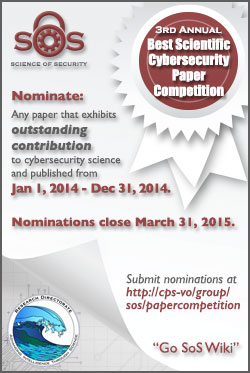 SOS
SCIENCE OF SECURITY
3RD ANNUAL
Best Scientific
Cybersecurity
Paper
Competition
Nominate:
Any paper that exhibits
outstanding
contribution
to cybersecurity science
and published from
Jan 1, 2014 - Dec 31, 2014.
Nominations close March 31, 2015.
Submit nominations at
http://cps-vo/group/
sos/papercompetition
RESEARCH DIRECTORATE
"Go SoS Wiki"